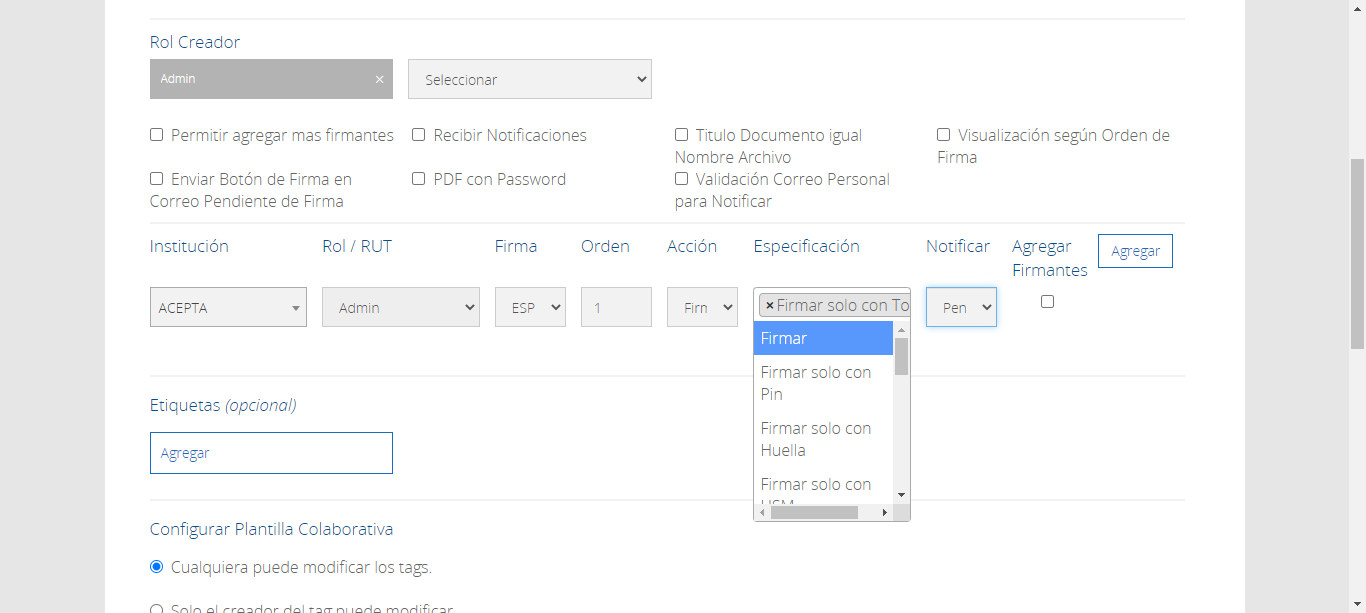 Rol Creador
Admin ×
Seleccionar
Permitir agregar mas firmantes
Recibir Notificaciones
Titulo Documento igual
Nombre Archivo
Visualización según Orden de
Firma
Enviar Botón de Firma en
Correo Pendiente de Firma
PDF con Password
Validación Correo Personal
para Notificar
Institución
Rol / RUT
Firma
Orden
Acción
Especificación
Notificar
Agregar
Firmantes
Agregar
ACEPTA
Admin
ESP
1
Firn
× Firmar solo con To
Pen
Firmar
Firmar solo con
Pin
Firmar solo con
Huella
Firmar solo con
HSM
Etiquetas (opcional)
Agregar
Configurar Plantilla Colaborativa
Cualquiera puede modificar los tags.
Solo el creador del tag puede modificar